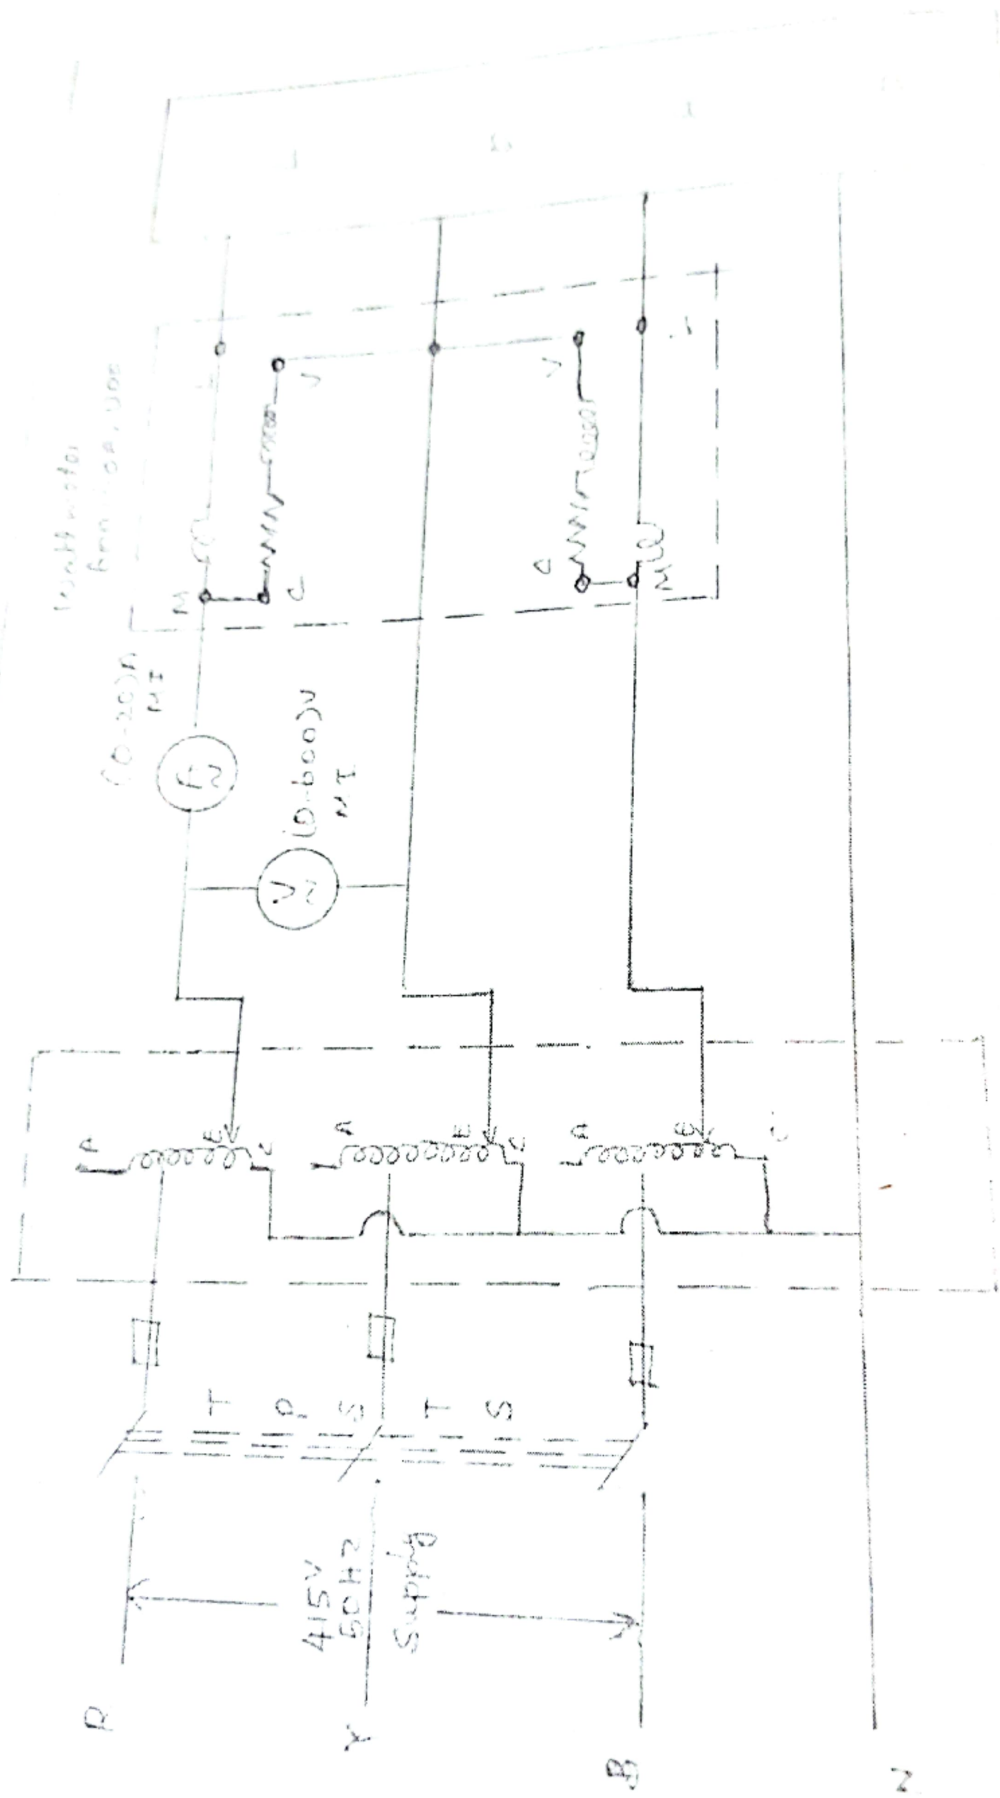 R
Y
B
N
415V
50HZ
Supply
T P S T S
A
E
C
A
E
C
A
E
C
(0-600)V
MI
V
~
A
~
(0-20)A
MI
M
L
C
V
C
V
M
L
Wattmeter
L
O
A
D